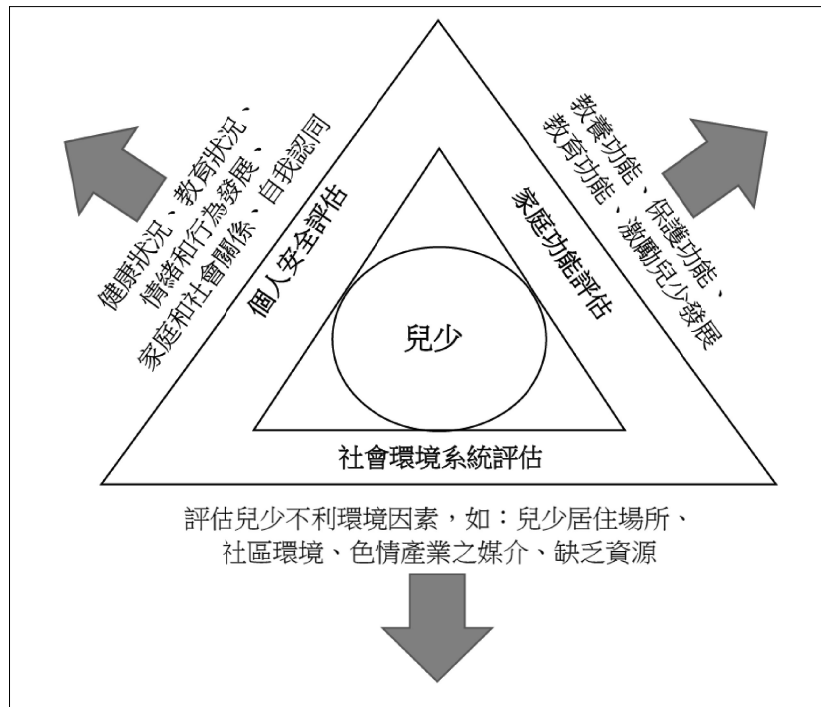 健康狀況、教育狀況、
情緒和行為發展、
家庭和社會關係、自我認同
個人安全評估
教養功能、保護功能、
教育功能、激勵兒少發展
家庭功能評估
兒少
社會環境系統評估
評估兒少不利環境因素，如：兒少居住場所、
社區環境、色情產業之媒介、缺乏資源